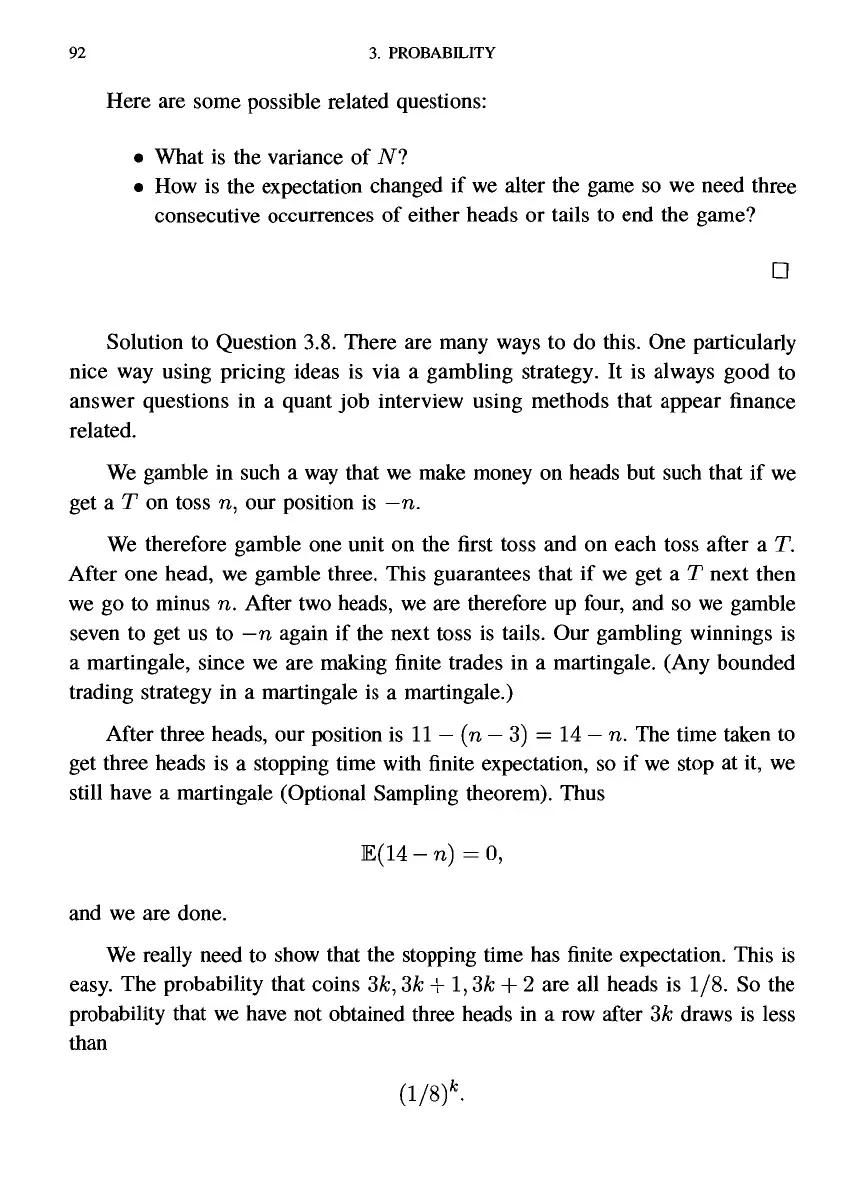 92 3. PROBABILITY
Here are some possible related questions:
• What is the variance of N?
• How is the expectation changed if we alter the game so we need three
consecutive occurrences of either heads or tails to end the game?
□
Solution to Question 3.8. There are many ways to do this. One particularly
nice way using pricing ideas is via a gambling strategy. It is always good to
answer questions in a quant job interview using methods that appear finance
related.
We gamble in such a way that we make money on heads but such that if we
get a T on toss n, our position is −n.
We therefore gamble one unit on the first toss and on each toss after a T.
After one head, we gamble three. This guarantees that if we get a T next then
we go to minus n. After two heads, we are therefore up four, and so we gamble
seven to get us to −n again if the next toss is tails. Our gambling winnings is
a martingale, since we are making finite trades in a martingale. (Any bounded
trading strategy in a martingale is a martingale.)
After three heads, our position is 11 − (n − 3) = 14 − n. The time taken to
get three heads is a stopping time with finite expectation, so if we stop at it, we
still have a martingale (Optional Sampling theorem). Thus
𝔼(14 − n) = 0,
and we are done.
We really need to show that the stopping time has finite expectation. This is
easy. The probability that coins 3k, 3k + 1, 3k + 2 are all heads is 1/8. So the
probability that we have not obtained three heads in a row after 3k draws is less
than
(1/8)^k.